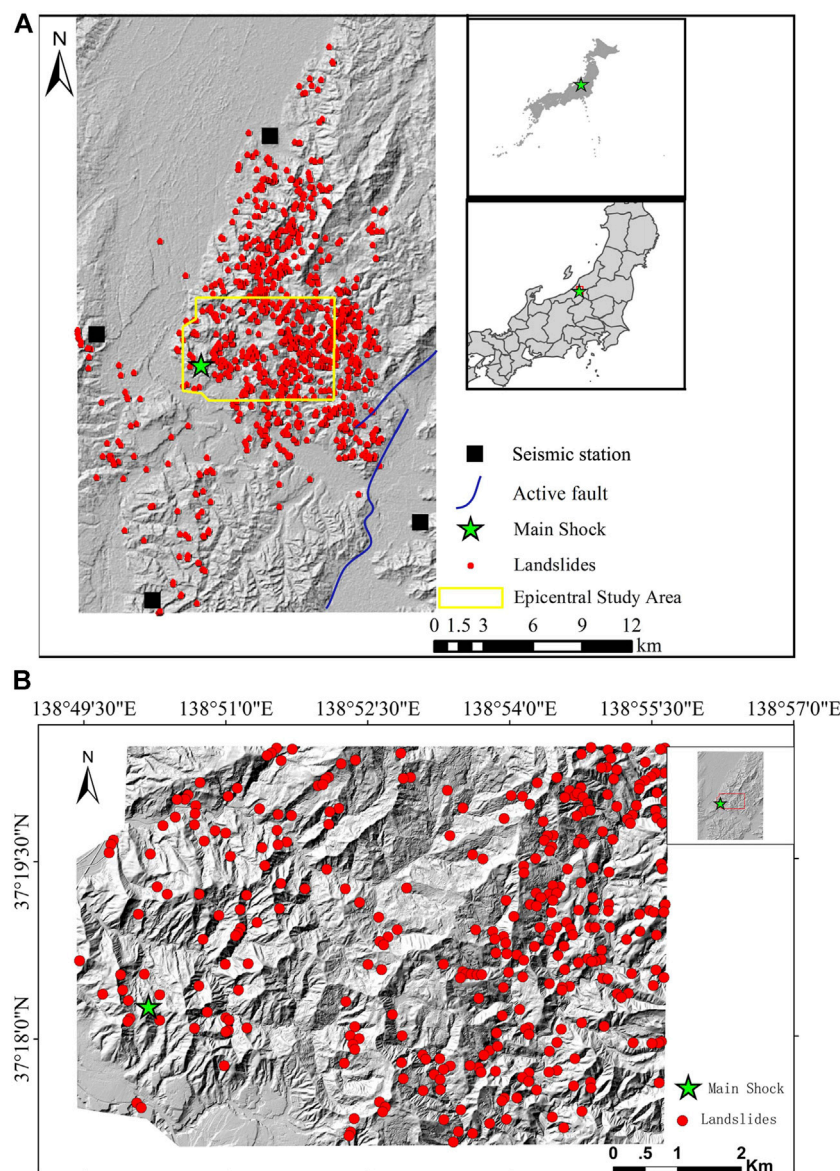 A
N
Seismic station
Active fault
Main Shock
Landslides
Epicentral Study Area
0 1.5 3 6 9 12
km
B
138°49'30"E 138°51'0"E 138°52'30"E 138°54'0"E 138°55'30"E 138°57'0"E
N
37°19'30"N
37°18'0"N
Main Shock
Landslides
0 .5 1 2
Km